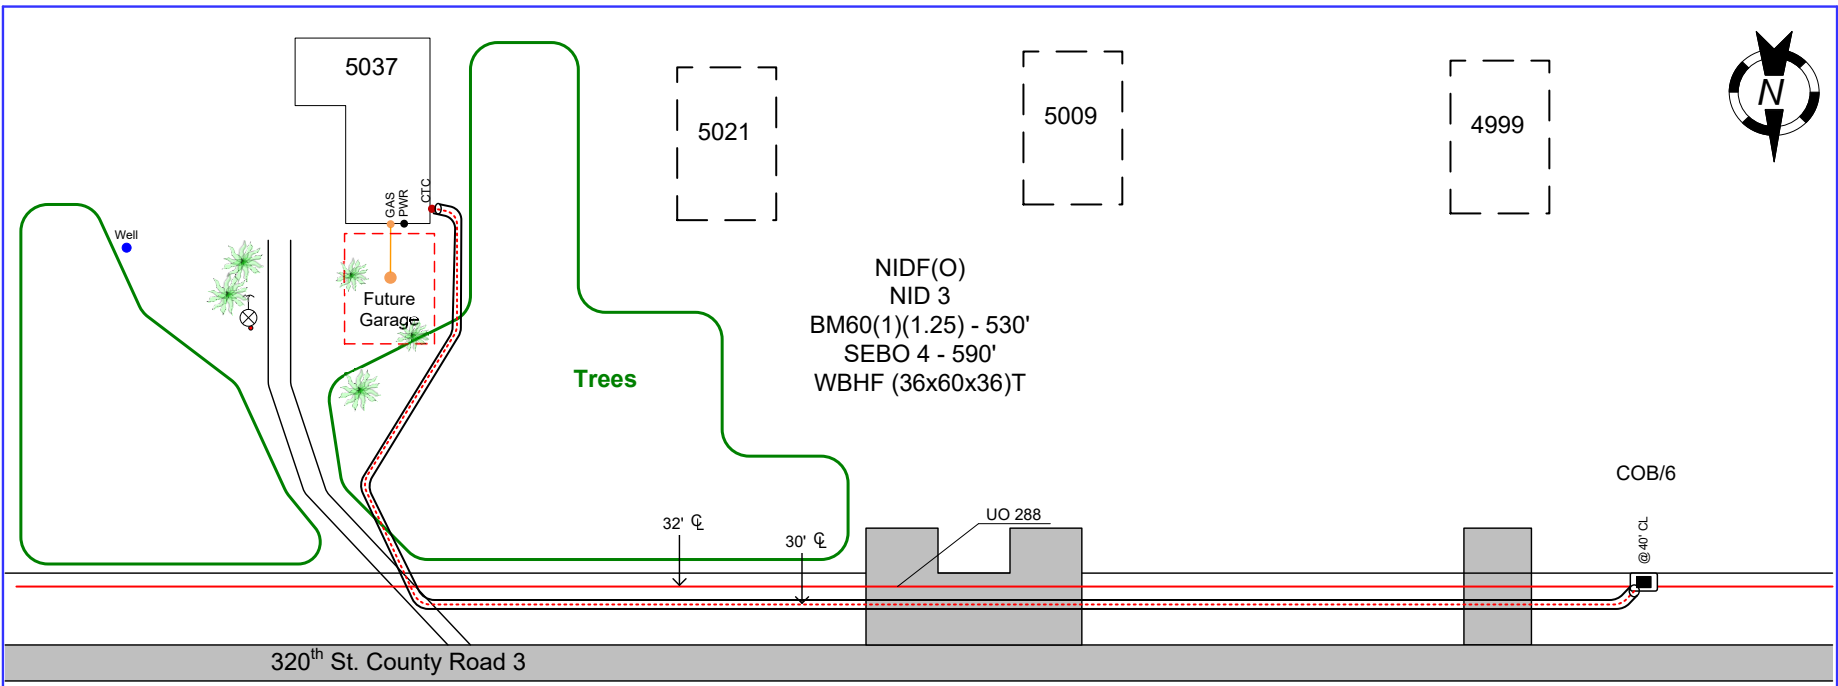 5037
5021
5009
4999
N
GAS
PWR
CTC
Well
Future
Garage
NIDF(O)
NID 3
BM60(1)(1.25) - 530'
SEBO 4 - 590'
WBHF (36x60x36)T
Trees
COB/6
@40' CL
32' ℄
30' ℄
UO 288
320th St. County Road 3